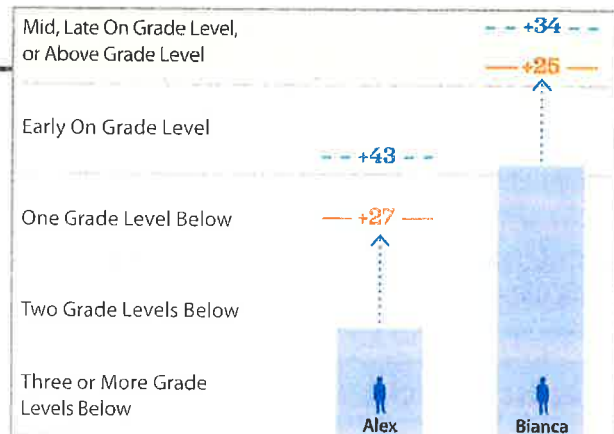 Mid, Late On Grade Level,
or Above Grade Level
+34
+25
Early On Grade Level
+43
One Grade Level Below
+27
Two Grade Levels Below
Three or More Grade
Levels Below
Alex
Bianca